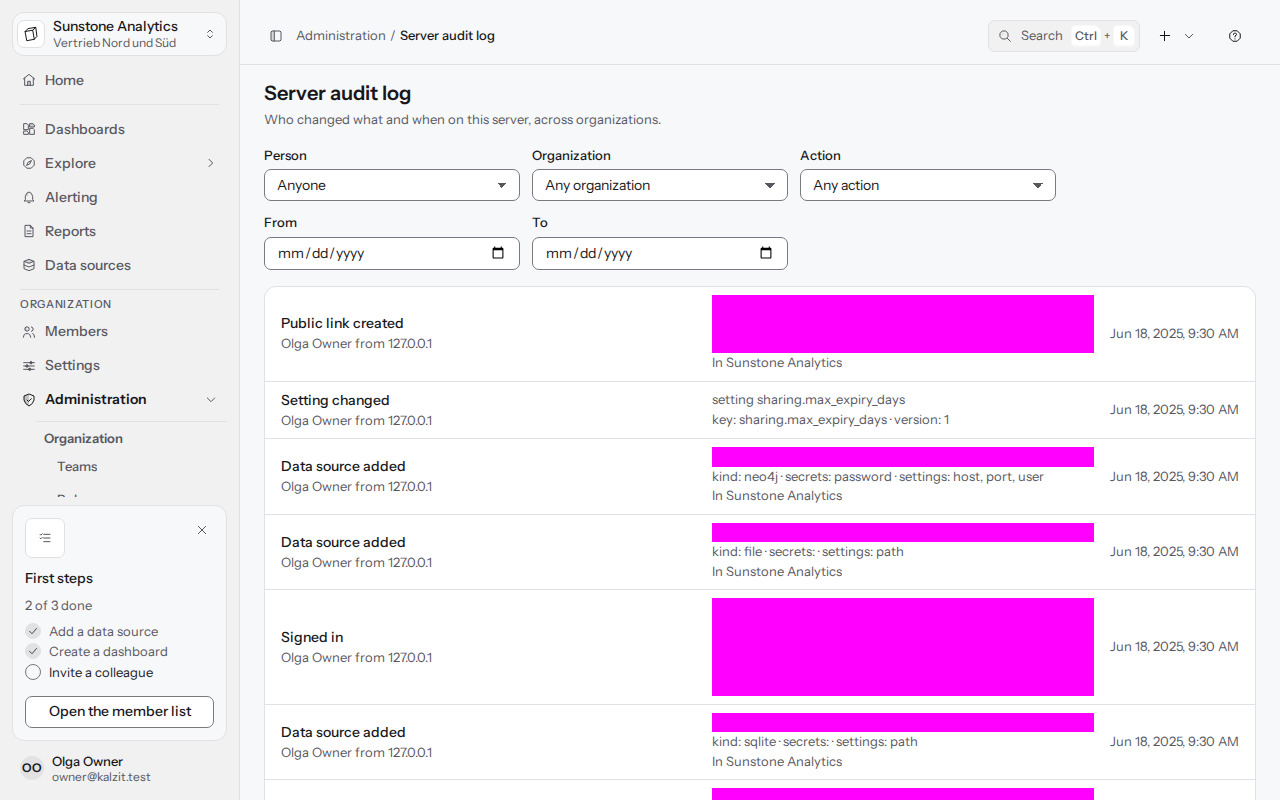 Sunstone Analytics
Vertrieb Nord und Süd
Home
Dashboards
Explore
Alerting
Reports
Data sources
ORGANIZATION
Members
Settings
Administration
Organization
Teams
First steps
2 of 3 done
Add a data source
Create a dashboard
Invite a colleague
Open the member list
OO
Olga Owner
owner@kalzit.test
Administration / Server audit log
Search Ctrl + K
Server audit log
Who changed what and when on this server, across organizations.
Person
Organization
Action
Anyone
Any organization
Any action
From
To
mm/dd/yyyy
mm/dd/yyyy
Public link created
Olga Owner from 127.0.0.1
In Sunstone Analytics
Jun 18, 2025, 9:30 AM
Setting changed
Olga Owner from 127.0.0.1
setting sharing.max_expiry_days
key: sharing.max_expiry_days · version: 1
Jun 18, 2025, 9:30 AM
Data source added
Olga Owner from 127.0.0.1
kind: neo4j · secrets: password · settings: host, port, user
In Sunstone Analytics
Jun 18, 2025, 9:30 AM
Data source added
Olga Owner from 127.0.0.1
kind: file · secrets: · settings: path
In Sunstone Analytics
Jun 18, 2025, 9:30 AM
Signed in
Olga Owner from 127.0.0.1
Jun 18, 2025, 9:30 AM
Data source added
Olga Owner from 127.0.0.1
kind: sqlite · secrets: · settings: path
In Sunstone Analytics
Jun 18, 2025, 9:30 AM